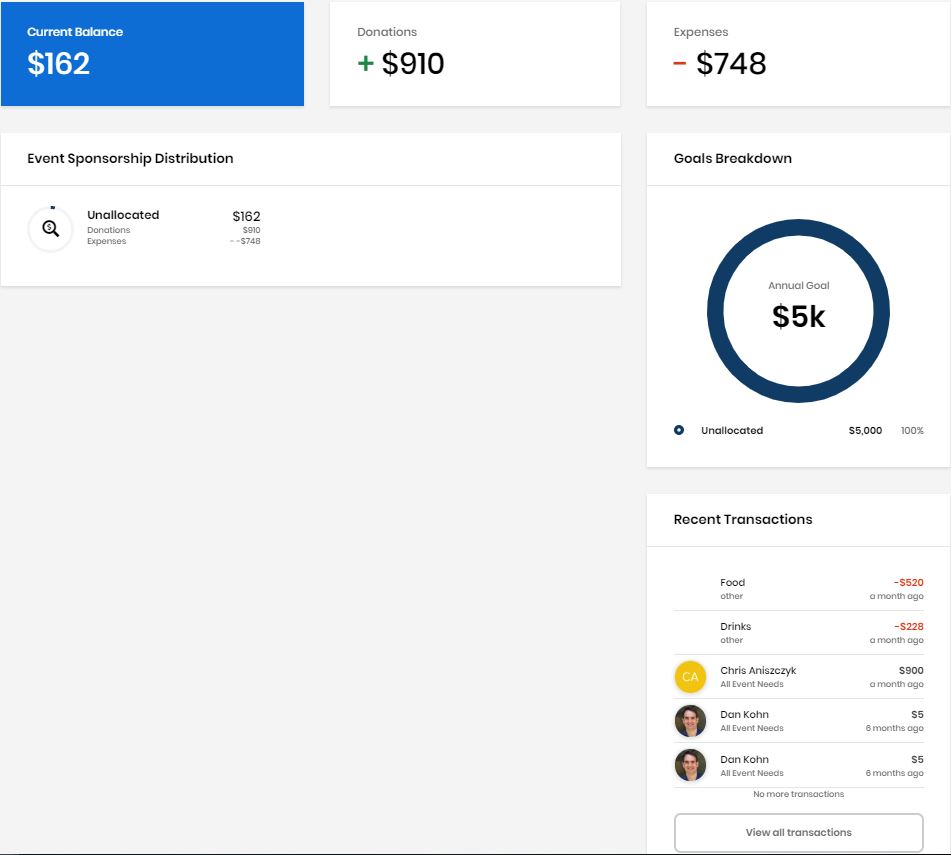 Current Balance
$162
Donations
+ $910
Expenses
- $748
Event Sponsorship Distribution
$
Unallocated $162
Donations $910
Expenses - -$748
Goals Breakdown
Annual Goal
$5k
Unallocated $5,000 100%
Recent Transactions
Food -$520
other a month ago
Drinks -$228
other a month ago
CA
Chris Aniszczyk $900
All Event Needs a month ago
Dan Kohn $5
All Event Needs 6 months ago
Dan Kohn $5
All Event Needs 6 months ago
No more transactions
View all transactions